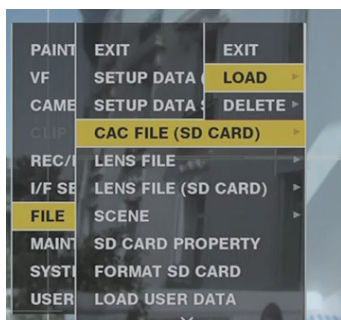 PAINT
VF
CAME
CLIP
REC/I
I/F SE
FILE
MAINT
SYSTI
USER
EXIT
SETUP DATA (
SETUP DATA S
CAC FILE (SD CARD)
LENS FILE
LENS FILE (SD CARD)
SCENE
SD CARD PROPERTY
FORMAT SD CARD
LOAD USER DATA
EXIT
LOAD
DELETE